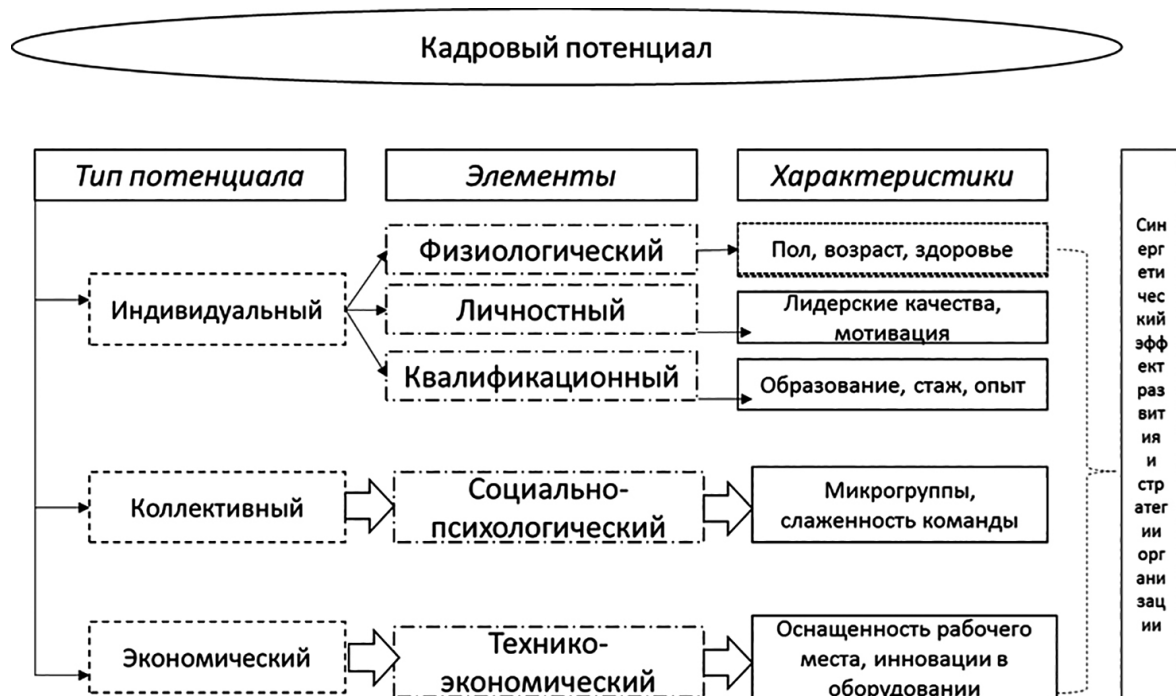 Кадровый потенциал
Тип потенциала
Элементы
Характеристики
Индивидуальный
Физиологический
Пол, возраст, здоровье
Личностный
Лидерские качества,
мотивация
Квалификационный
Образование, стаж, опыт
Коллективный
Социально-
психологический
Микрогруппы,
слаженность команды
Экономический
Технико-
экономический
Оснащенность рабочего
места, инновации в
оборудовании
Син
ерг
ети
чес
кий
эфф
ект
раз
вит
ия
и
стр
атег
ии
орг
ани
зац
ии